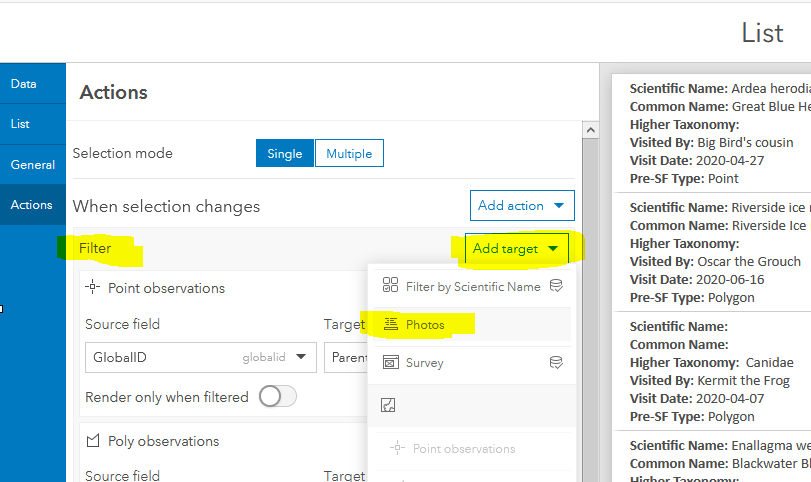 List
Data
List
General
Actions
Actions
Selection mode
Single
Multiple
When selection changes
Add action
Filter
Add target
Point observations
Source field
Target
GlobalID
globalid
Paren
Render only when filtered
Poly observations
Source field
Target
Filter by Scientific Name
Photos
Survey
Point observations
Scientific Name: Ardea herodia
Common Name: Great Blue He
Higher Taxonomy:
Visited By: Big Bird's cousin
Visit Date: 2020-04-27
Pre-SF Type: Point
Scientific Name: Riverside ice
Common Name: Riverside Ice
Higher Taxonomy:
Visited By: Oscar the Grouch
Visit Date: 2020-06-16
Pre-SF Type: Polygon
Scientific Name:
Common Name:
Higher Taxonomy: Canidae
Visited By: Kermit the Frog
Visit Date: 2020-04-07
Pre-SF Type: Polygon
Scientific Name: Enallagma we
Common Name: Blackwater Bl
Higher Taxonomy: